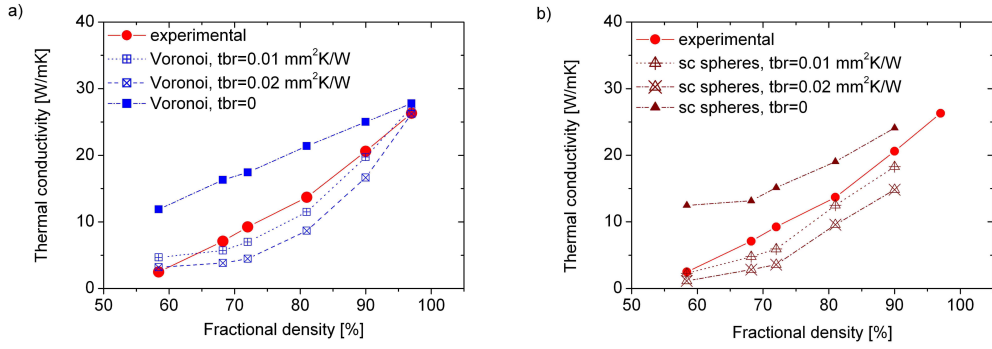 a)
Thermal conductivity [W/mK]
40
30
20
10
0
experimental
Voronoi, tbr=0.01 mm²K/W
Voronoi, tbr=0.02 mm²K/W
Voronoi, tbr=0
50 60 70 80 90 100
Fractional density [%]
b)
Thermal conductivity [W/mK]
40
30
20
10
0
experimental
sc spheres, tbr=0.01 mm²K/W
sc spheres, tbr=0.02 mm²K/W
sc spheres, tbr=0
50 60 70 80 90 100
Fractional density [%]